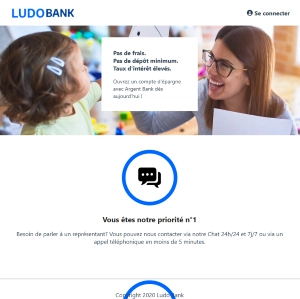 LUDOBANK
Se connecter
Pas de frais.
Pas de dépôt minimum.
Taux d'intérêt élevés.
Ouvrez un compte d'épargne
avec Argent Bank dès
aujourd'hui !
Vous êtes notre priorité n°1
Besoin de parler à un représentant? Vous pouvez nous contacter via notre Chat 24h/24 et 7j/7 ou via un
appel téléphonique en moins de 5 minutes.
Copyright 2020 Ludo Bank